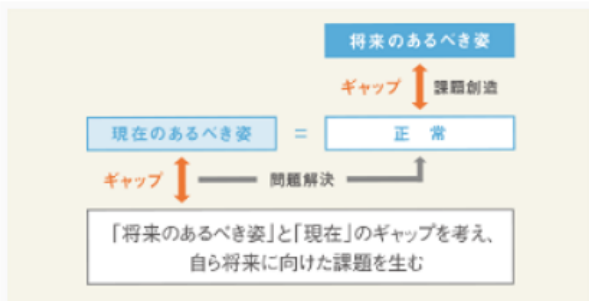 将来のあるべき姿
ギャップ 課題創造
現在のあるべき姿 = 正常
ギャップ 問題解決
「将来のあるべき姿」と「現在」のギャップを考え、
自ら将来に向けた課題を生む